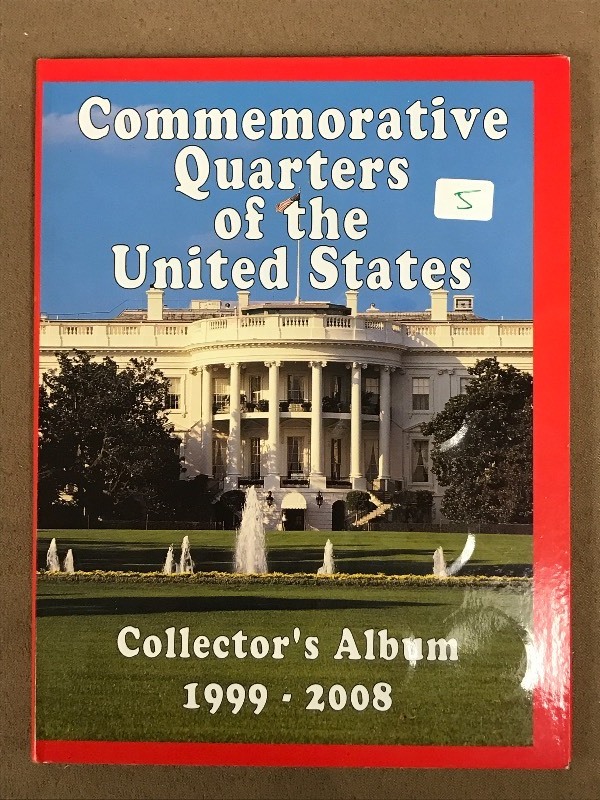 Commemorative
Quarters
of the
United States
5
Collector's Album
1999 - 2008